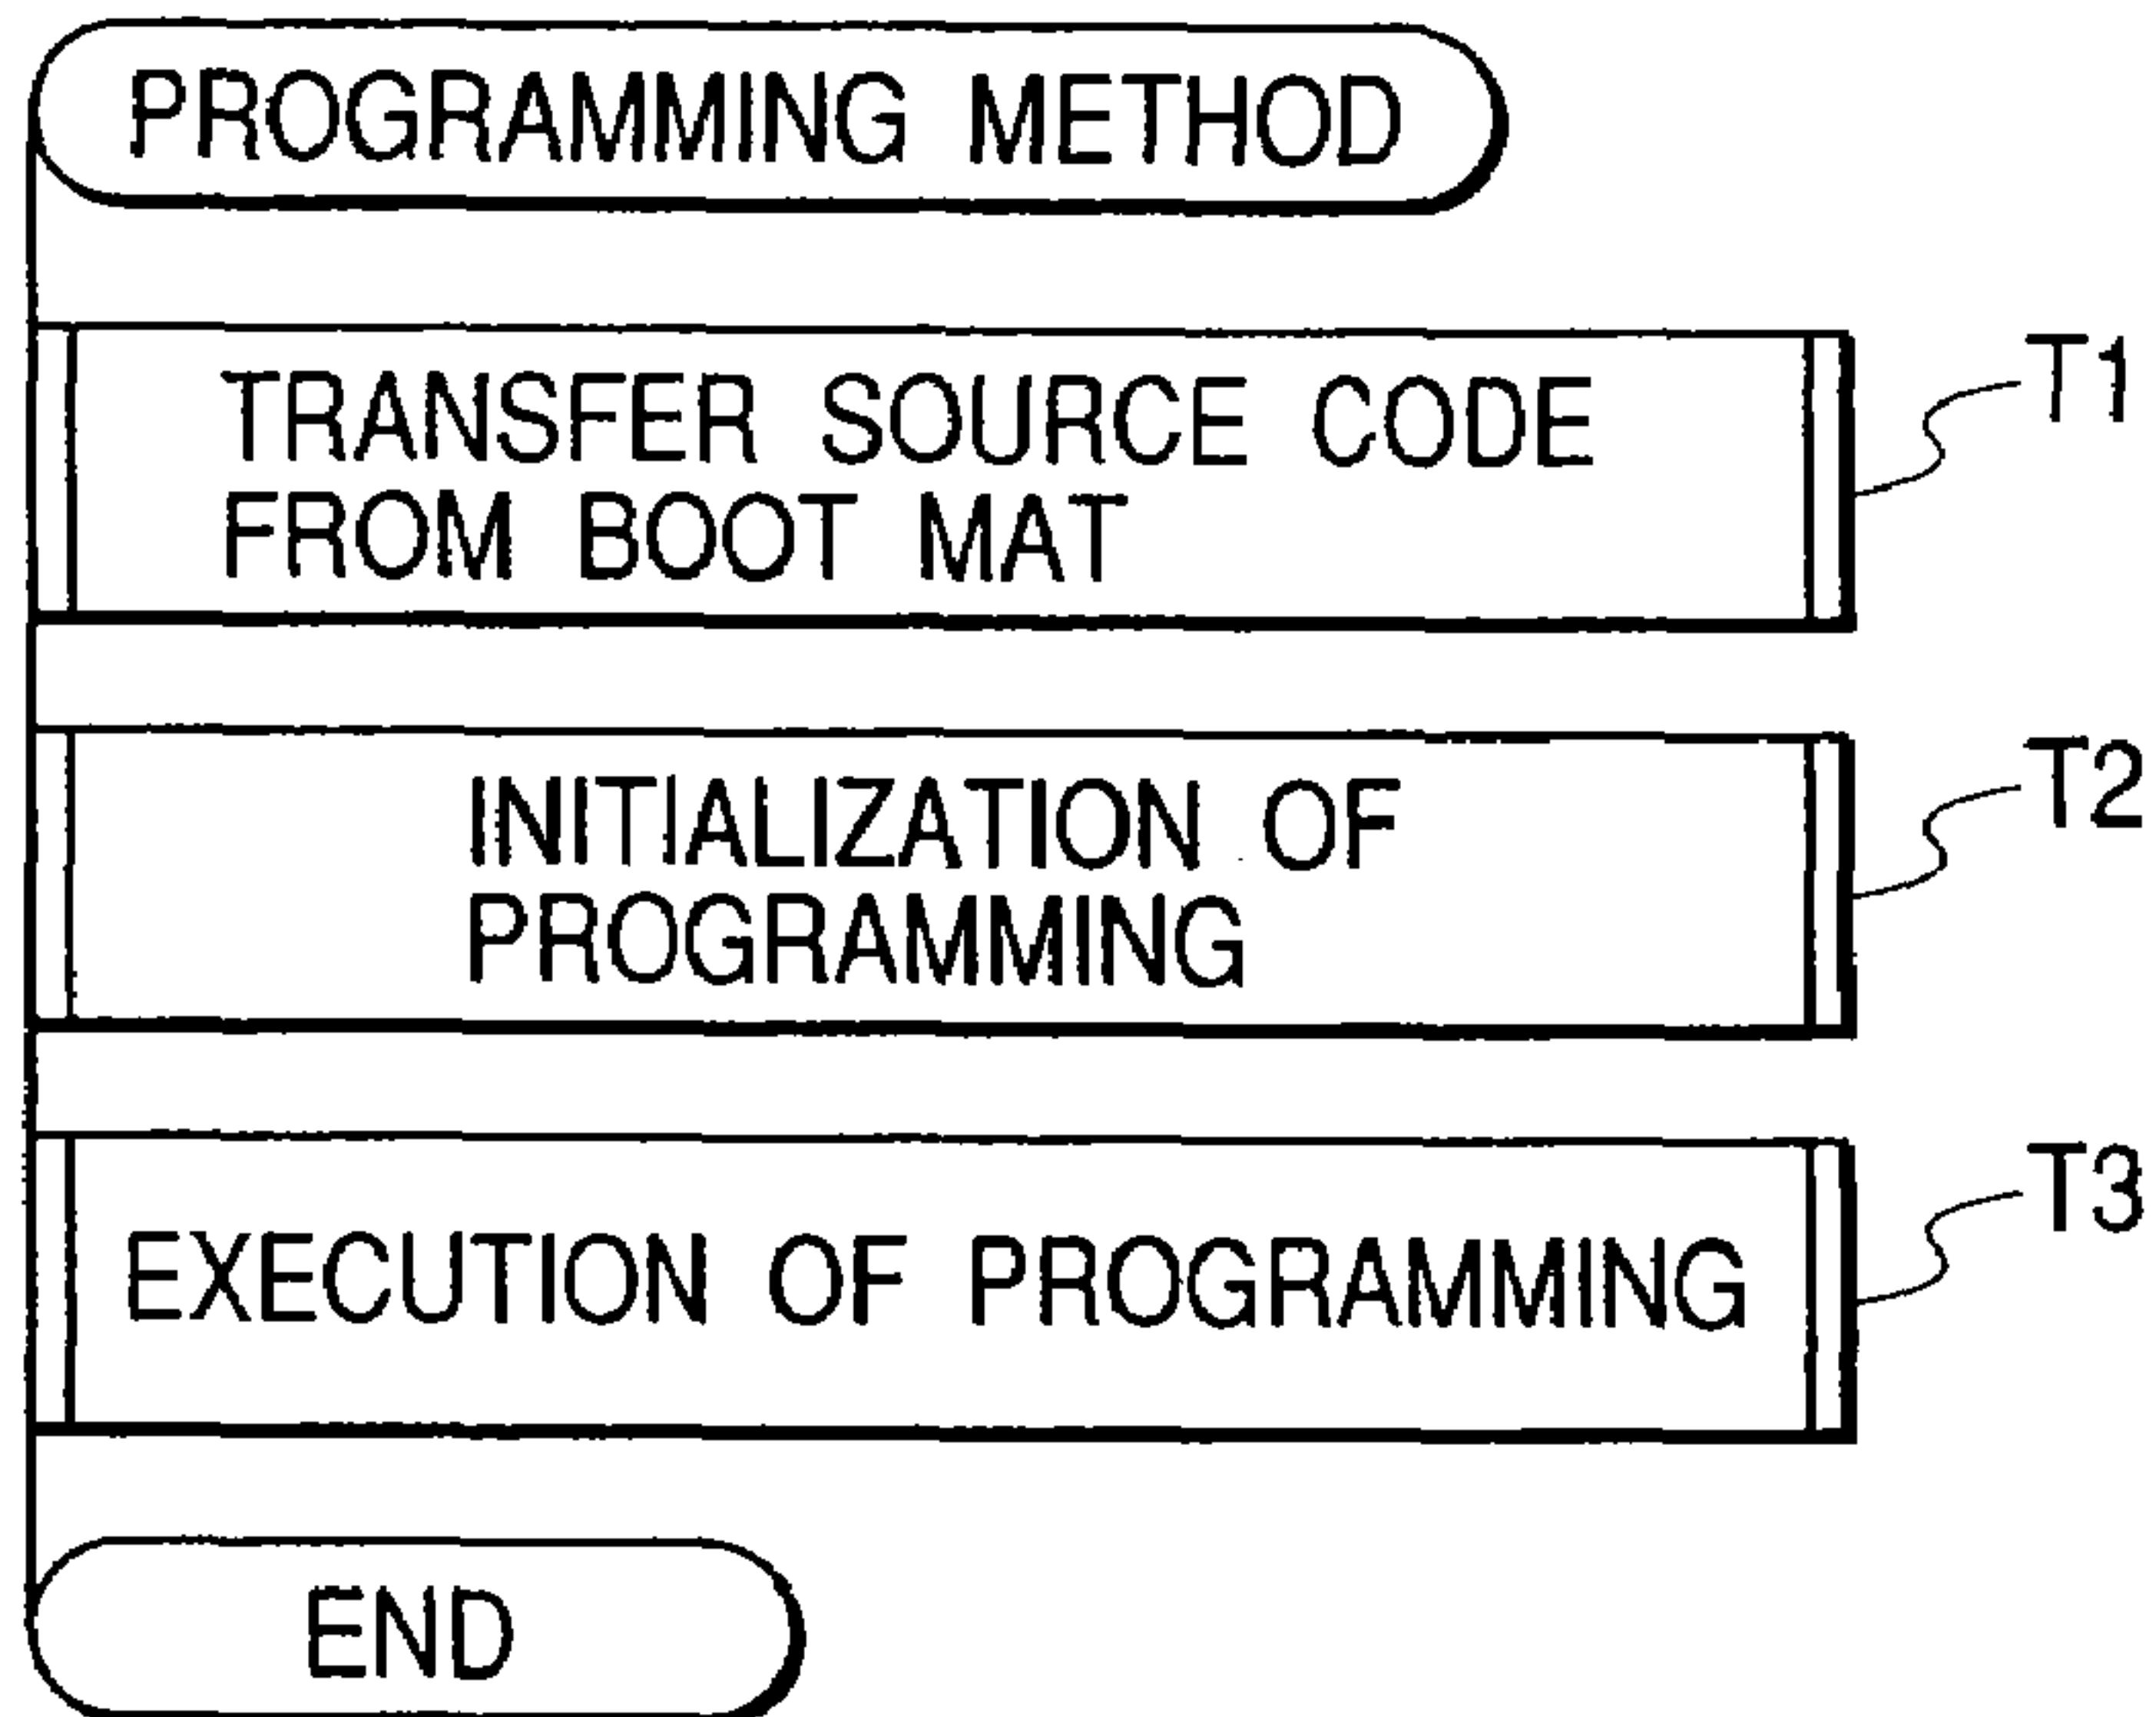 PROGRAMMING METHOD
TRANSFER SOURCE CODE
FROM BOOT MAT
T1
INITIALIZATION OF
PROGRAMMING
T2
EXECUTION OF PROGRAMMING
T3
END